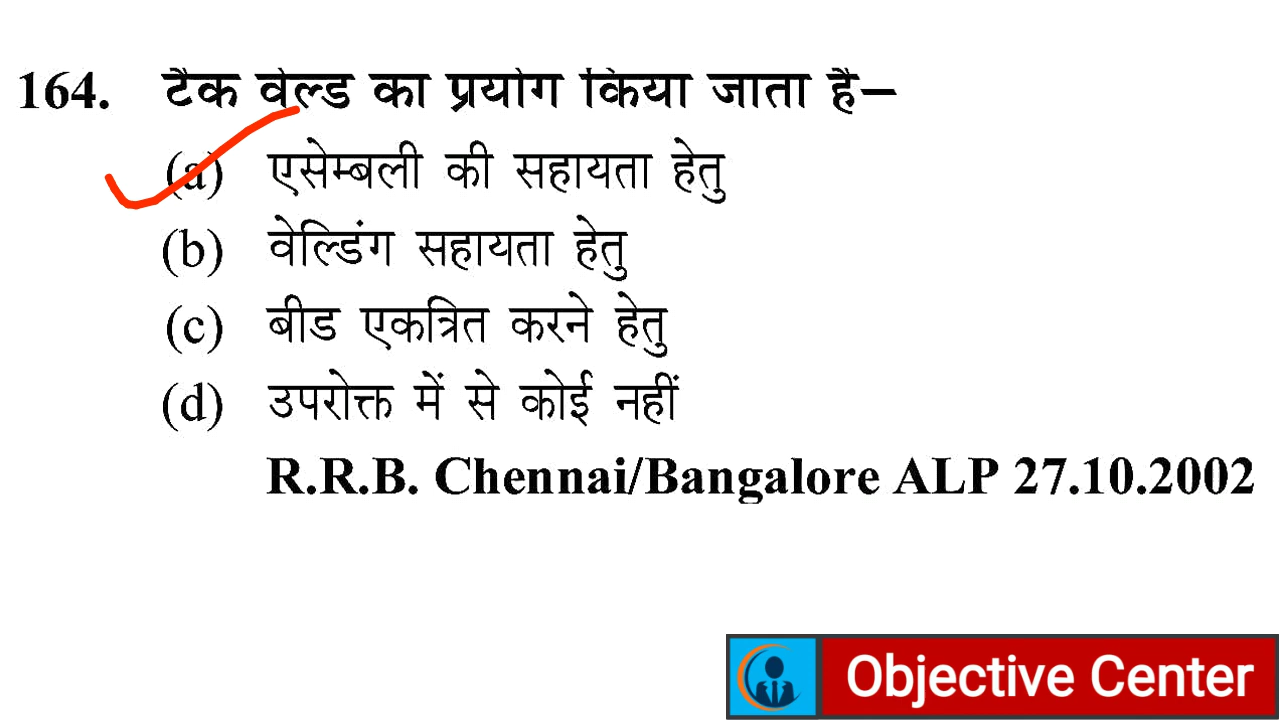 164. टैक वेल्ड का प्रयोग किया जाता है–
(a) एसेम्बली की सहायता हेतु
(b) वेल्डिंग सहायता हेतु
(c) बीड एकत्रित करने हेतु
(d) उपरोक्त में से कोई नहीं
R.R.B. Chennai/Bangalore ALP 27.10.2002
Objective Center